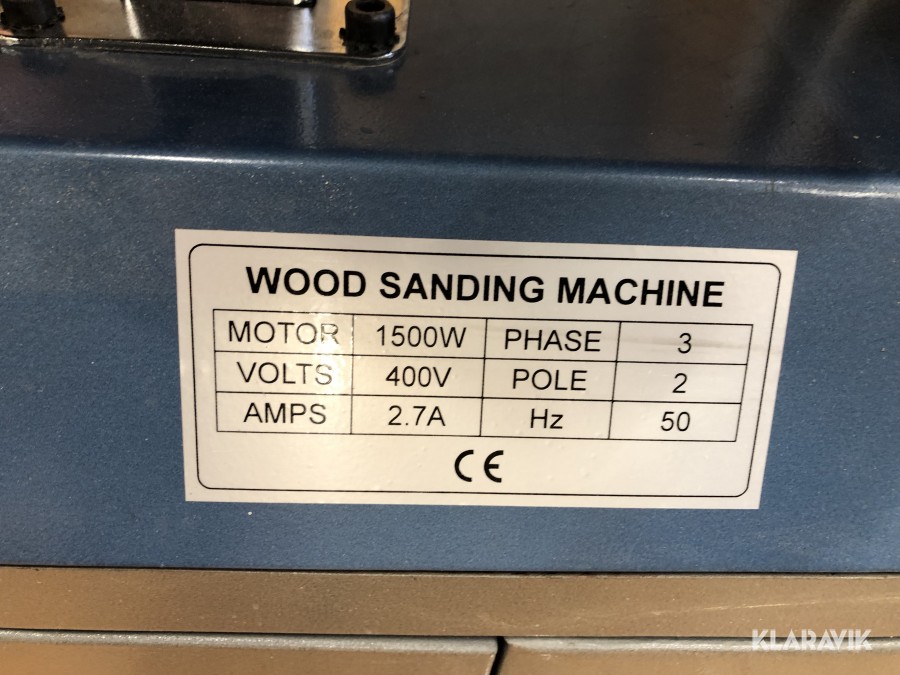 WOOD SANDING MACHINE
MOTOR 1500W PHASE 3
VOLTS 400V POLE 2
AMPS 2.7A Hz 50
CE
KLARAVIK